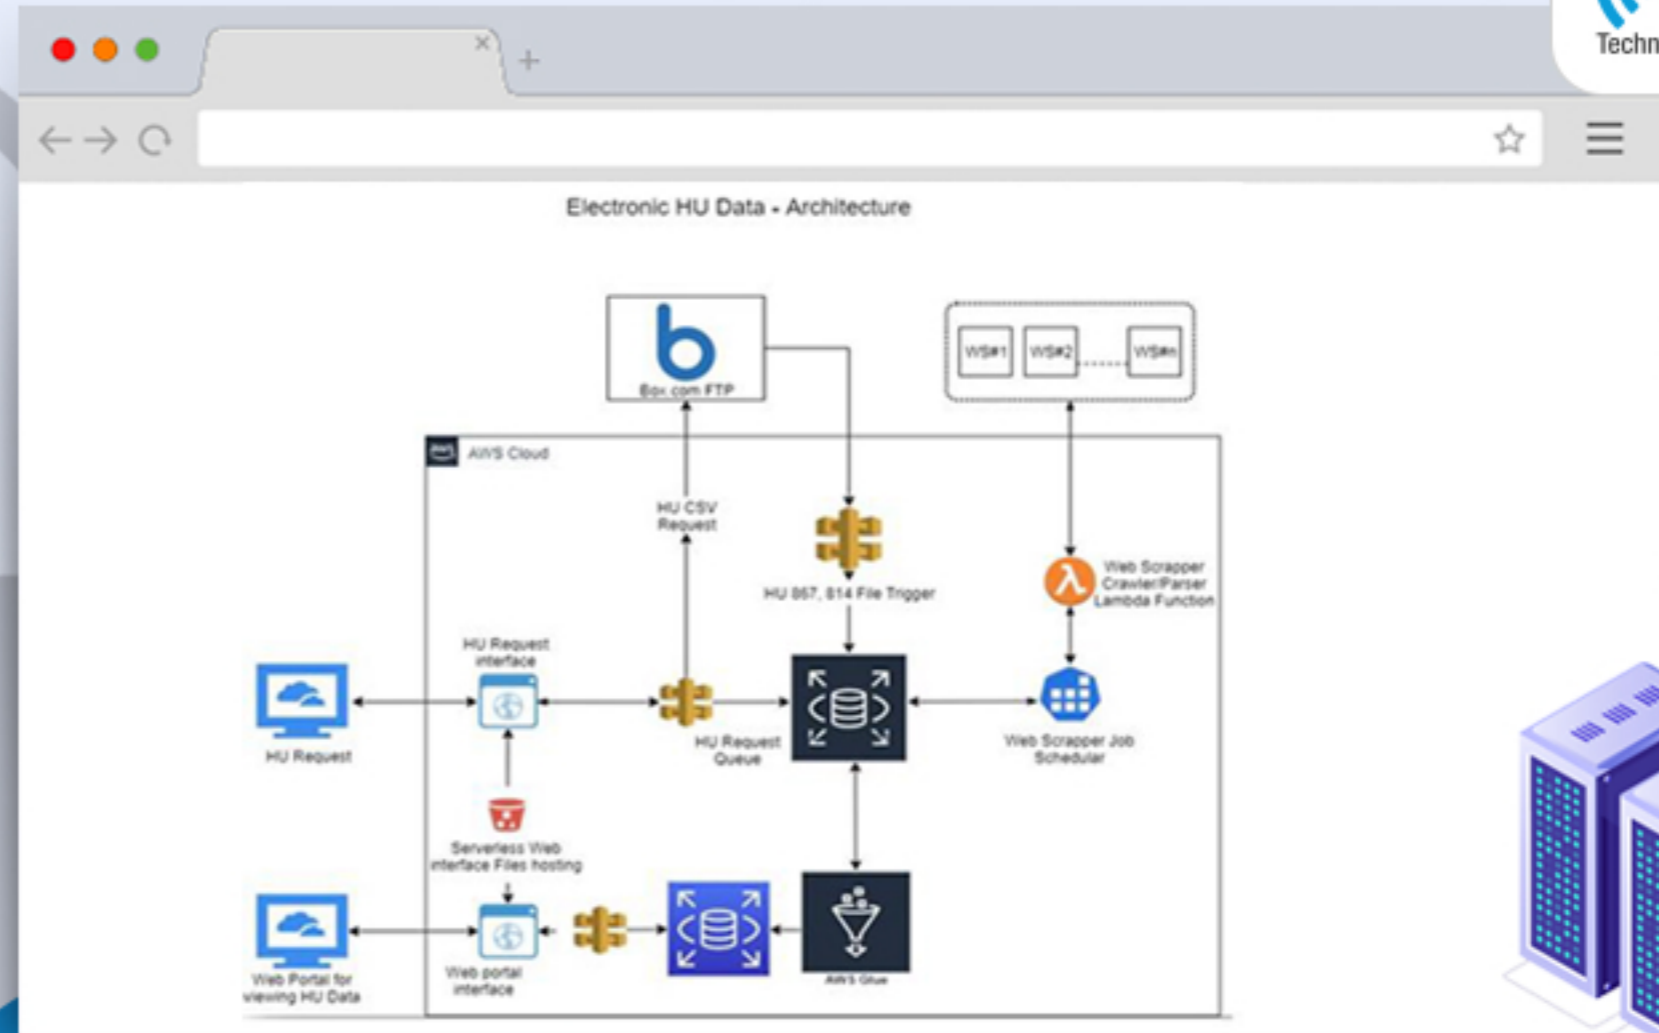 Techn
Electronic HU Data - Architecture
Box.com FTP
WS#1
WS#2
WS#n
aws
AWS Cloud
HU CSV
Request
HU 867, 814 File Trigger
Web Scrapper
Crawler/Parser
Lambda Function
HU Request
interface
HU Request
HU Request
Queue
Web Scrapper Job
Schedular
Serverless Web
interface Files hosting
Web Portal for
viewing HU Data
Web portal
interface
AWS Glue